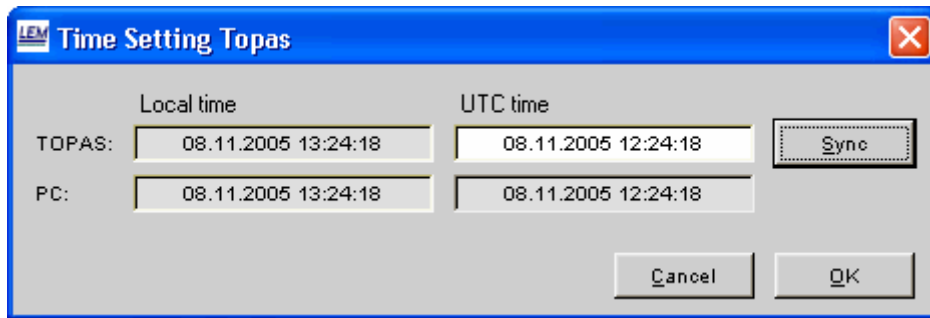 LEM Time Setting Topas
Local time UTC time
TOPAS: 08.11.2005 13:24:18 08.11.2005 12:24:18 Sync
PC: 08.11.2005 13:24:18 08.11.2005 12:24:18
Cancel OK